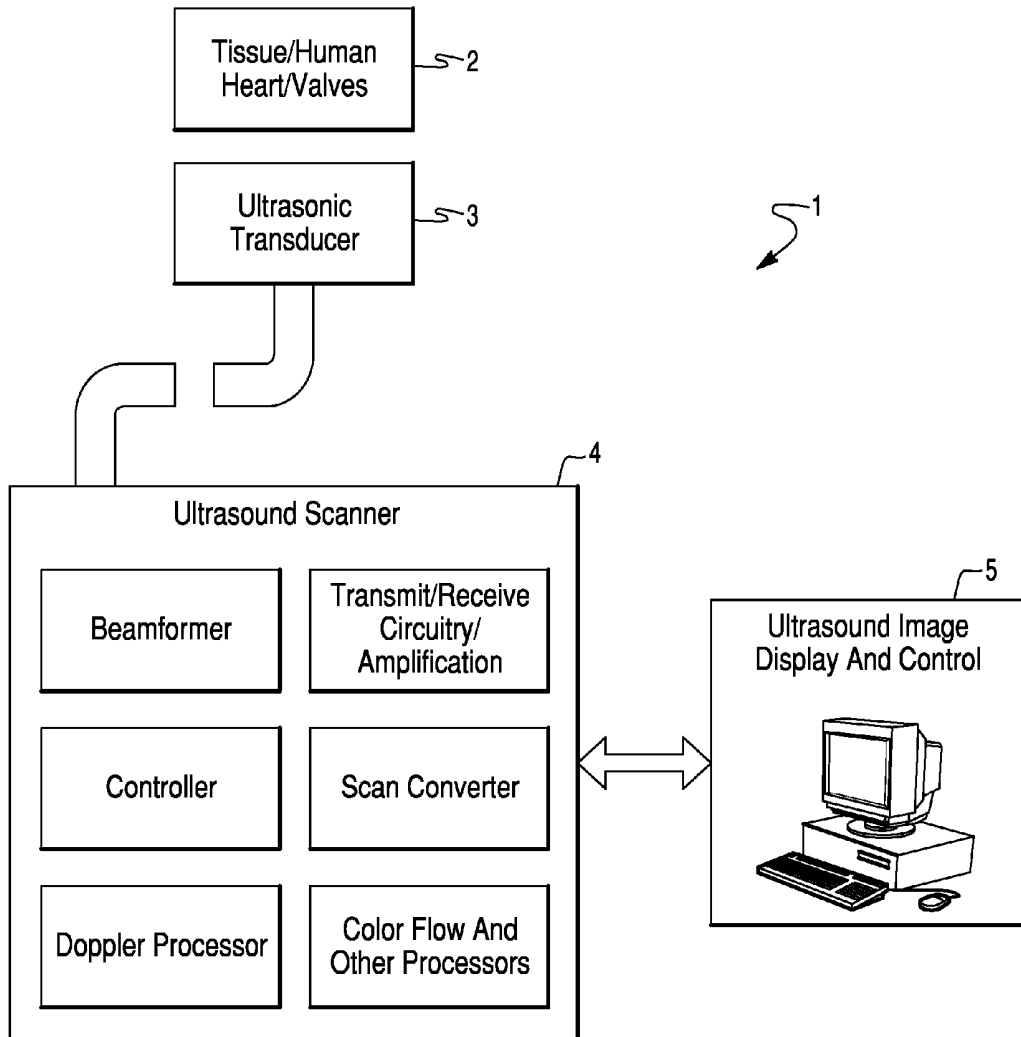 Tissue/Human
Heart/Valves
2
Ultrasonic
Transducer
3
1
4
Ultrasound Scanner
Beamformer
Transmit/Receive
Circuitry/
Amplification
Controller
Scan Converter
Doppler Processor
Color Flow And
Other Processors
5
Ultrasound Image
Display And Control